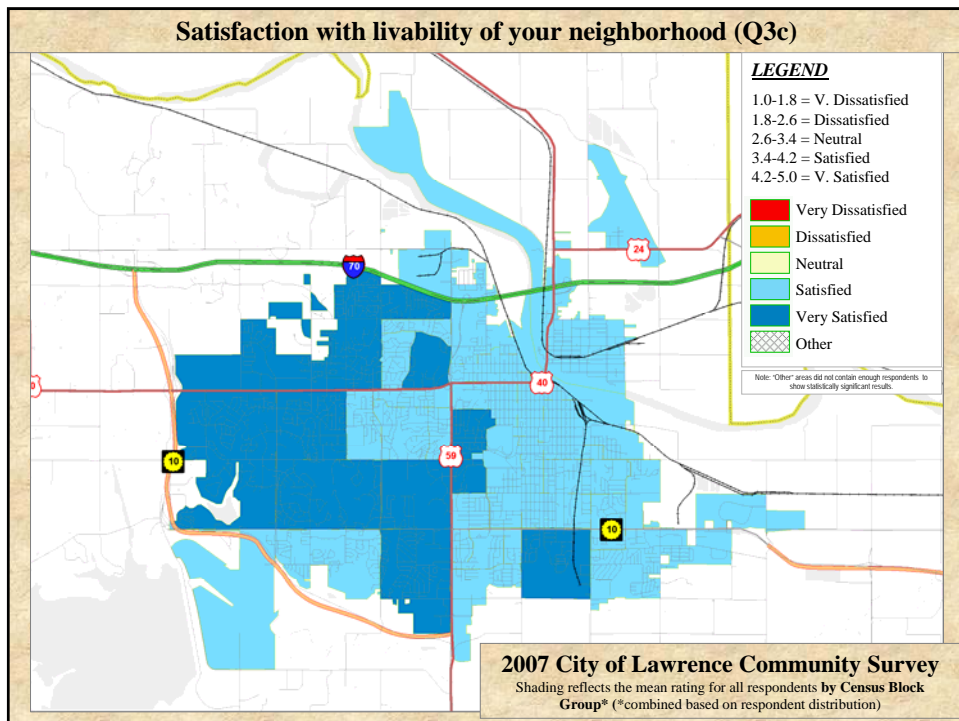 Satisfaction with livability of your neighborhood (Q3c)
LEGEND
1.0-1.8 = V. Dissatisfied
1.8-2.6 = Dissatisfied
2.6-3.4 = Neutral
3.4-4.2 = Satisfied
4.2-5.0 = V. Satisfied
Very Dissatisfied
Dissatisfied
Neutral
Satisfied
Very Satisfied
Other
Note: "Other" areas did not contain enough respondents to
show statistically significant results.
24
70
40
59
10
10
2007 City of Lawrence Community Survey
Shading reflects the mean rating for all respondents by Census Block
Group* (*combined based on respondent distribution)